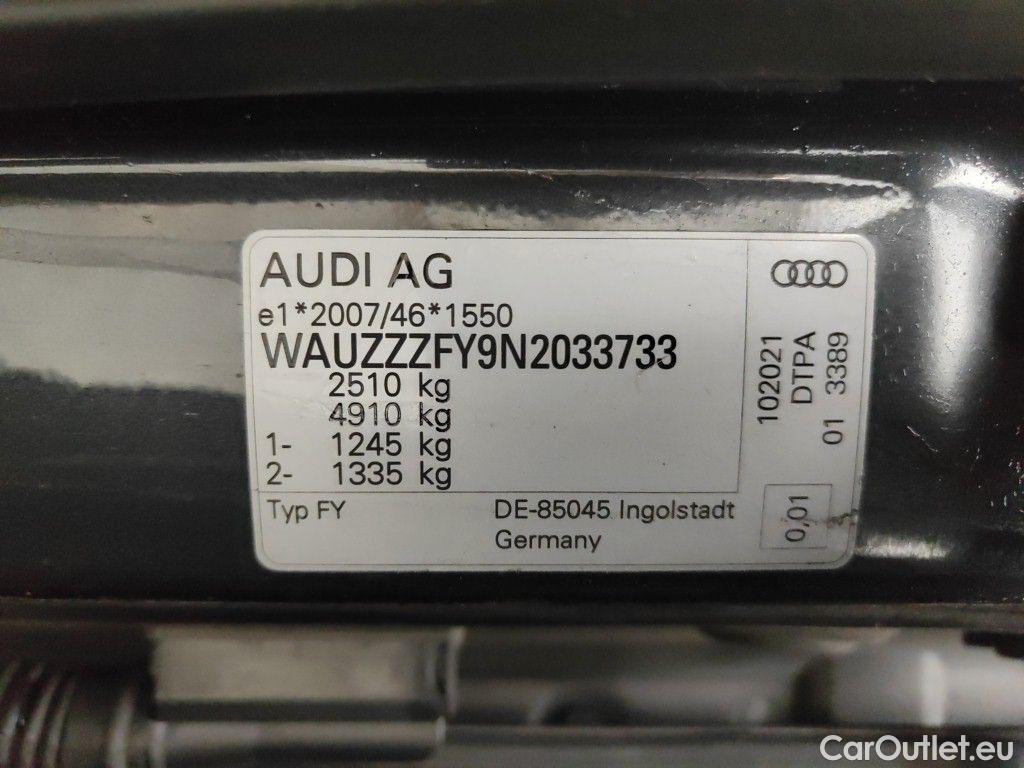 AUDI AG
e1*2007/46*1550
WAUZZZFY9N2033733
2510 kg
4910 kg
1- 1245 kg
2- 1335 kg
Typ FY
DE-85045 Ingolstadt
Germany
102021
DTPA
01 3389
0,01
CarOutlet.eu